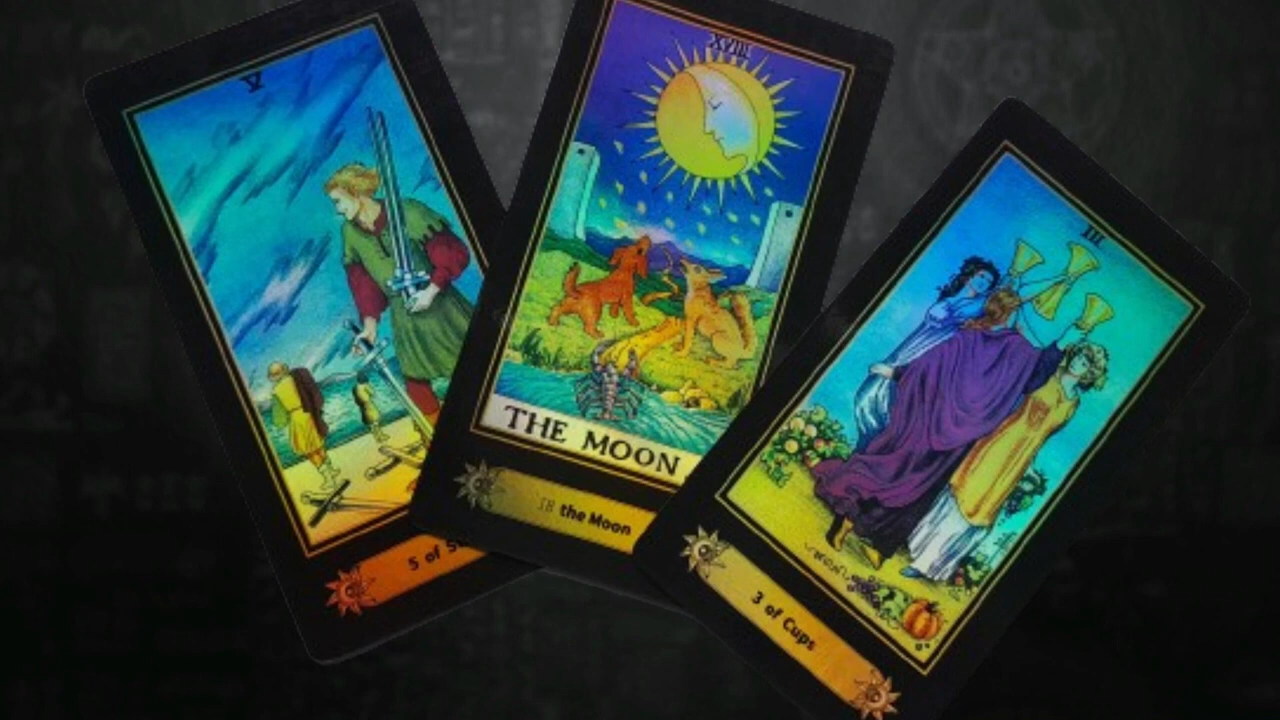 V
5 of S
XVIII
THE MOON
18 the Moon
III
3 of Cups